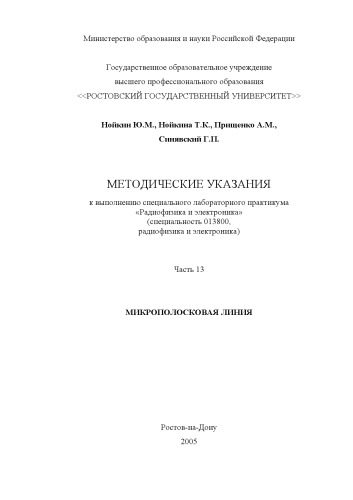 Министерство образования и науки Российской Федерации
Государственное образовательное учреждение
высшего профессионального образования
<<РОСТОВСКИЙ ГОСУДАРСТВЕННЫЙ УНИВЕРСИТЕТ>>
Нойкин Ю.М., Нойкина Т.К., Прищенко А.М.,
Синявский Г.П.
МЕТОДИЧЕСКИЕ УКАЗАНИЯ
к выполнению специального лабораторного практикума
«Радиофизика и электроника»
(специальность 013800,
радиофизика и электроника)
Часть 13
МИКРОПОЛОСКОВАЯ ЛИНИЯ
Ростов-на-Дону
2005